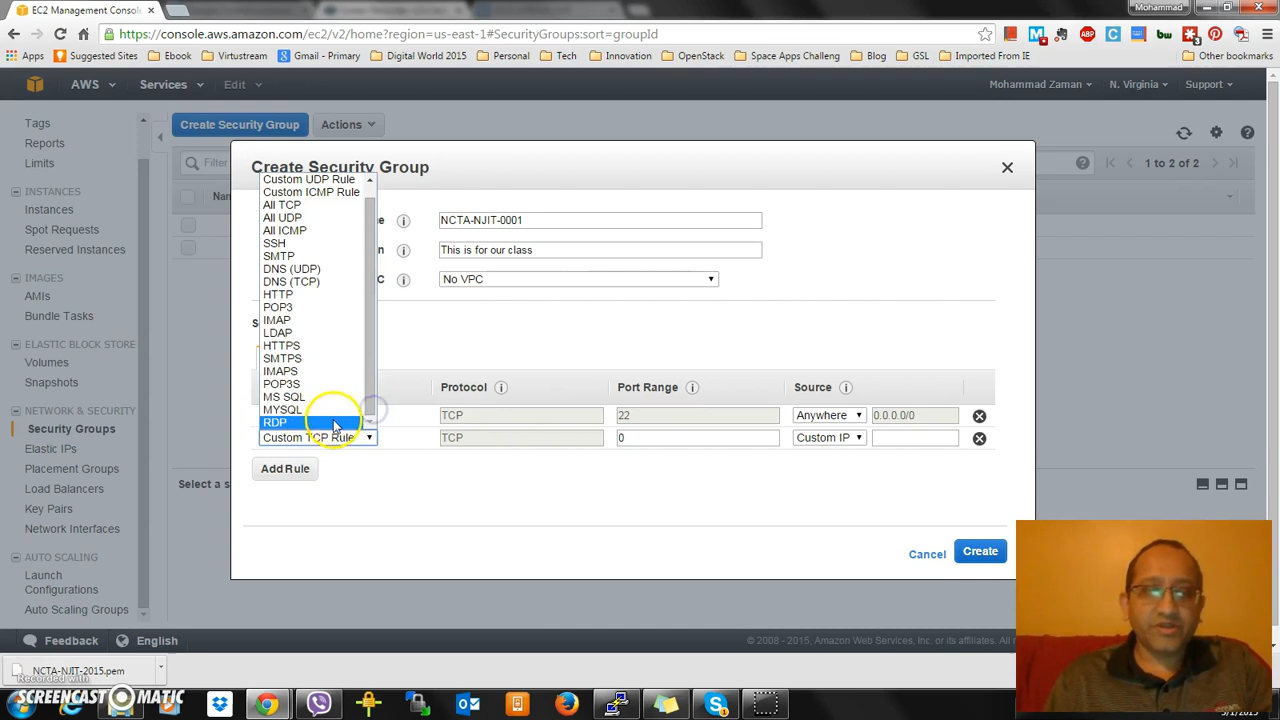 EC2 Management Conso
Mohammad
https://console.aws.amazon.com/ec2/v2/home?region=us-east-1#SecurityGroups:sort=groupId
Apps
Ebook
Virtustream
Gmail - Primary
Digital World 2015
Personal
Tech
Innovation
OpenStack
Space Apps Challeng
Blog
GSL
Imported From IE
Other bookmarks
AWS
Services
Edit
Mohammad Zaman
N. Virginia
Support
Tags
Reports
Limits
INSTANCES
Instances
Spot Requests
Reserved Instances
IMAGES
AMIs
Bundle Tasks
ELASTIC BLOCK STORE
Volumes
Snapshots
NETWORK & SECURITY
Security Groups
Elastic IPs
Placement Groups
Load Balancers
Key Pairs
Network Interfaces
AUTO SCALING
Launch
Configurations
Auto Scaling Groups
Create Security Group
Actions
Filter
1 to 2 of 2
Create Security Group
NCTA-NJIT-0001
This is for our class
No VPC
Custom UDP Rule
Custom ICMP Rule
All TCP
All UDP
All ICMP
SSH
SMTP
DNS (UDP)
DNS (TCP)
HTTP
POP3
IMAP
LDAP
HTTPS
SMTPS
IMAPS
POP3S
MS SQL
MYSQL
RDP
Protocol
Port Range
Source
TCP
22
Anywhere
0.0.0.0/0
Custom TCP Rule
TCP
0
Custom IP
Add Rule
Cancel
Create
Feedback
English
© 2008 - 2015, Amazon Web Services, Inc. or its affiliates.
NCTA-NJIT-2015.pem
Recorded with
SCREENCAST MATIC